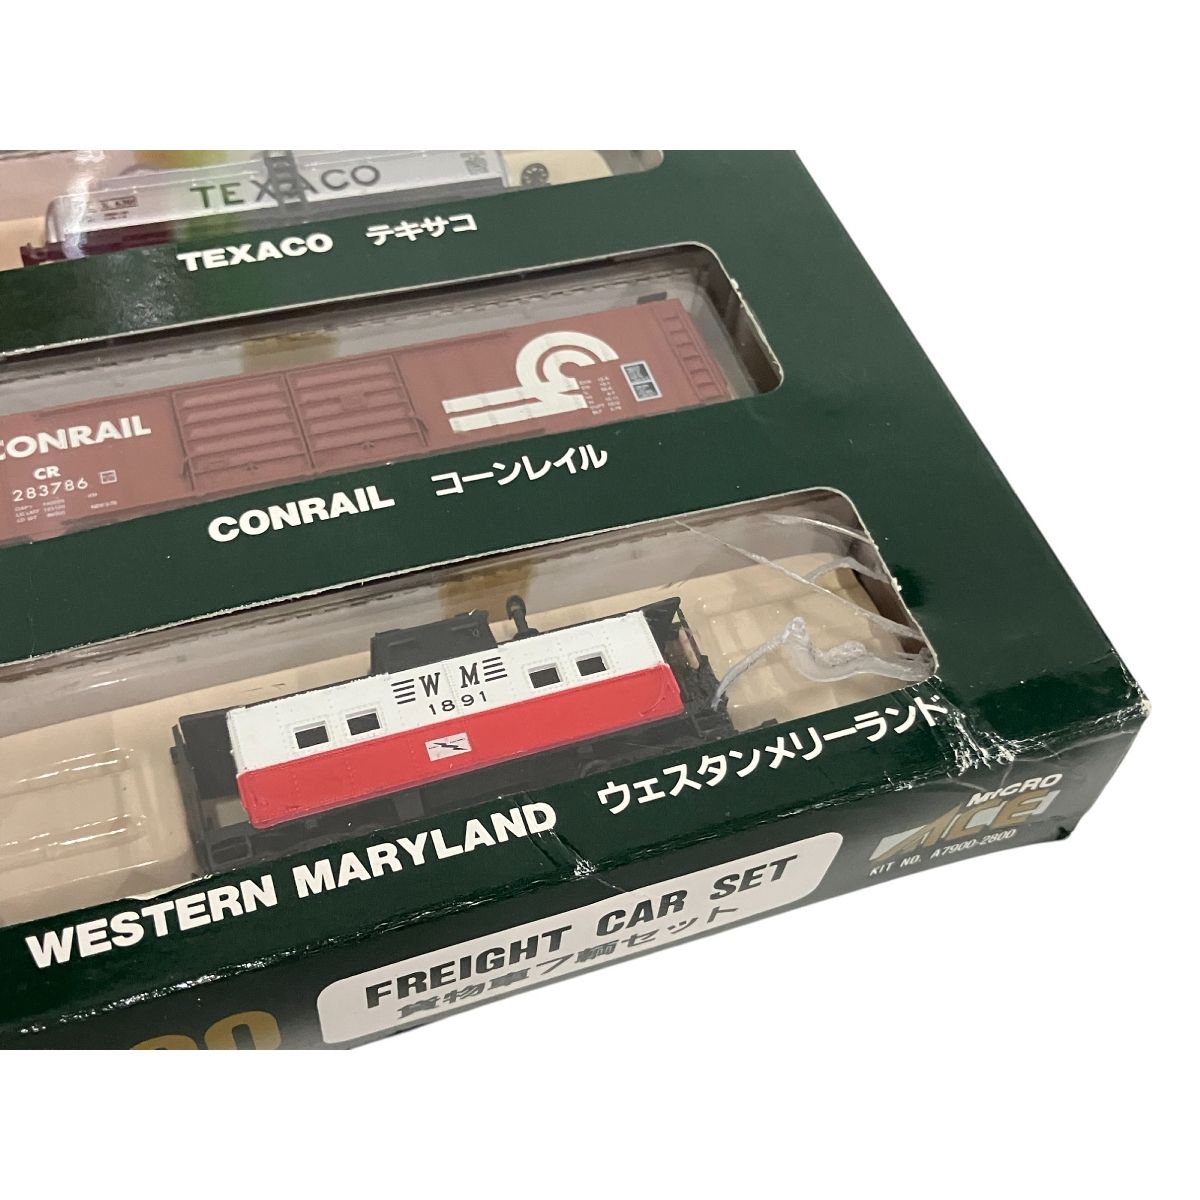 TEXACO
TEXACO テキサコ
CONRAIL
CR
283786
CONRAIL コーンレイル
WM
1891
WESTERN MARYLAND ウェスタンメリーランド
MICRO
ACE
KIT NO. A7900-2800
FREIGHT CAR SET
貨物車7輌セット